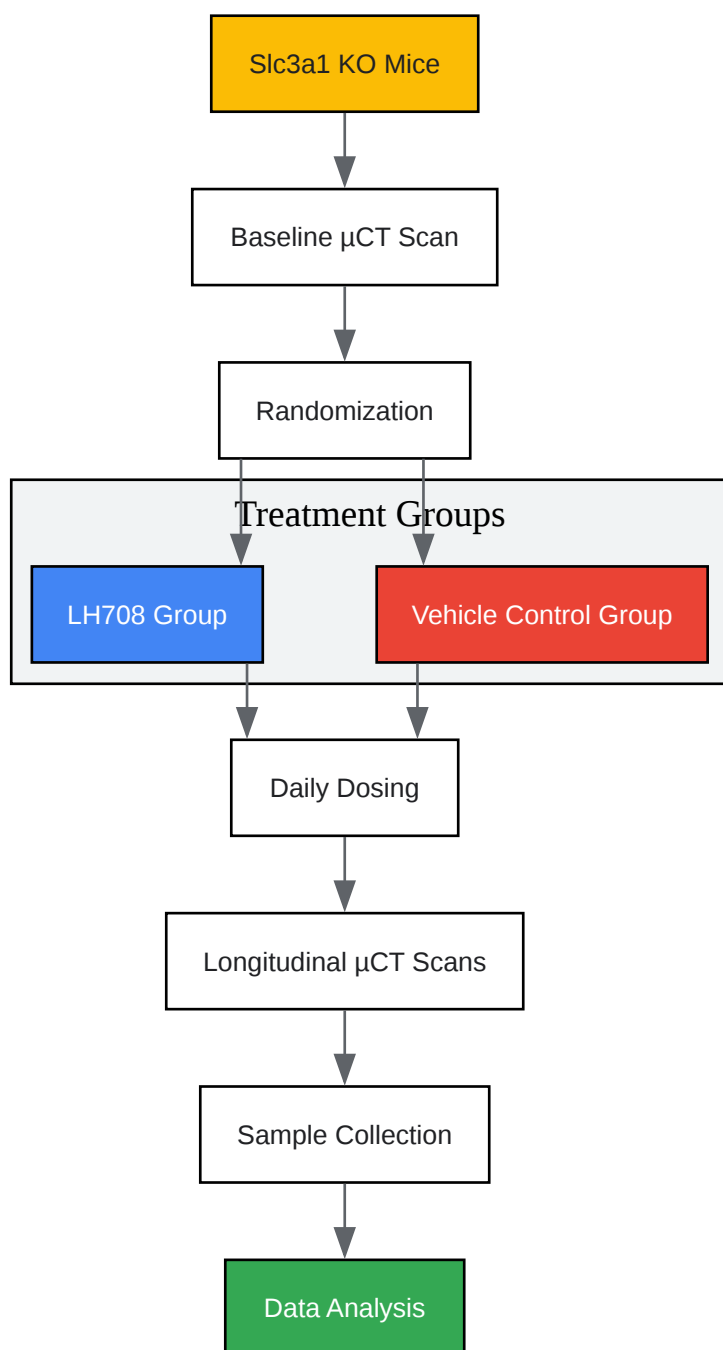 Slc3a1 KO Mice
Baseline µCT Scan
Randomization
Treatment Groups
LH708 Group
Vehicle Control Group
Daily Dosing
Longitudinal µCT Scans
Sample Collection
Data Analysis